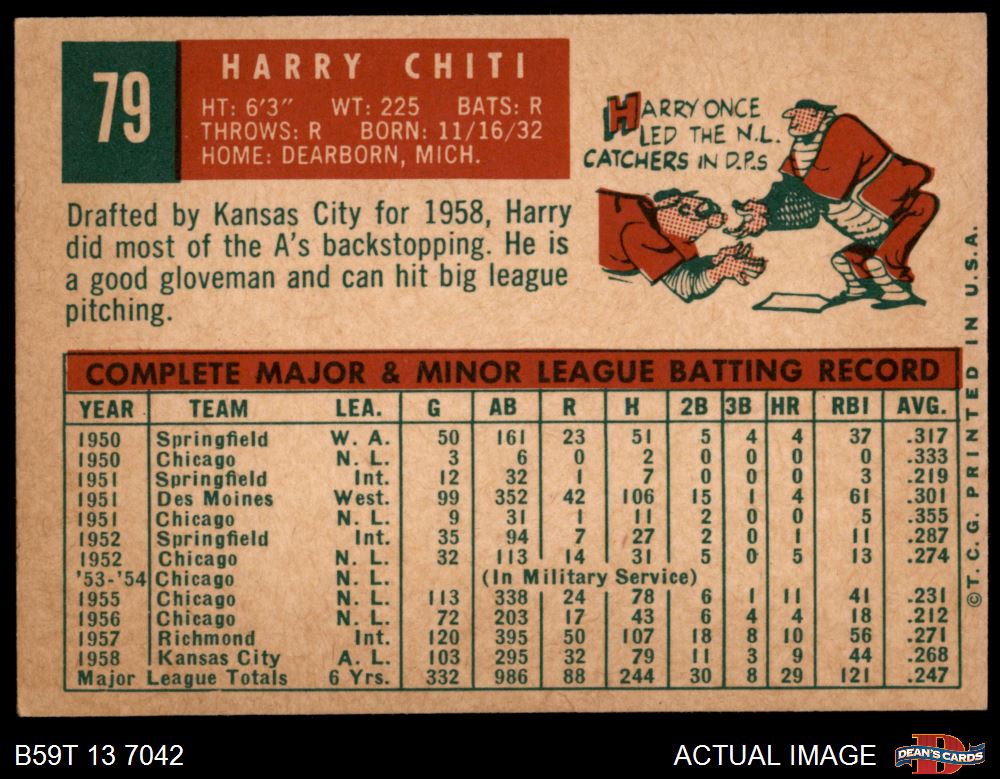 79
HARRY CHITI
HT: 6'3" WT: 225 BATS: R
THROWS: R BORN: 11/16/32
HOME: DEARBORN, MICH.
HARRY ONCE
LED THE N.L.
CATCHERS IN D.P.s
Drafted by Kansas City for 1958, Harry
did most of the A's backstopping. He is
a good gloveman and can hit big league
pitching.
COMPLETE MAJOR & MINOR LEAGUE BATTING RECORD
YEAR TEAM LEA. G AB R H 2B 3B HR RBI AVG.
1950 Springfield W. A. 50 161 23 51 5 4 4 37 .317
1950 Chicago N. L. 3 6 0 2 0 0 0 0 .333
1951 Springfield Int. 12 32 1 7 0 0 0 3 .219
1951 Des Moines West. 99 352 42 106 15 1 4 61 .301
1951 Chicago N. L. 9 31 1 11 2 0 0 5 .355
1952 Springfield Int. 35 94 7 27 2 0 1 11 .287
1952 Chicago N. L. 32 113 14 31 5 0 5 13 .274
'53-'54 Chicago N. L. (In Military Service)
1955 Chicago N. L. 113 338 24 78 6 1 11 41 .231
1956 Chicago N. L. 72 203 17 43 6 4 4 18 .212
1957 Richmond Int. 120 395 50 107 18 8 10 56 .271
1958 Kansas City A. L. 103 295 32 79 11 3 9 44 .268
Major League Totals 6 Yrs. 332 986 88 244 30 8 29 121 .247
©T. C. G. PRINTED IN U.S.A.
B59T 13 7042
ACTUAL IMAGE
DEAN'S CARDS